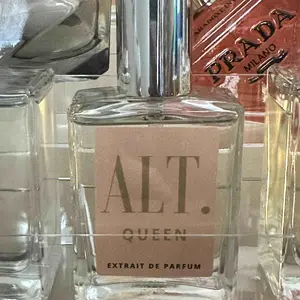 PRADA
MILANO
ALT.
QUEEN
EXTRAIT DE PARFUM